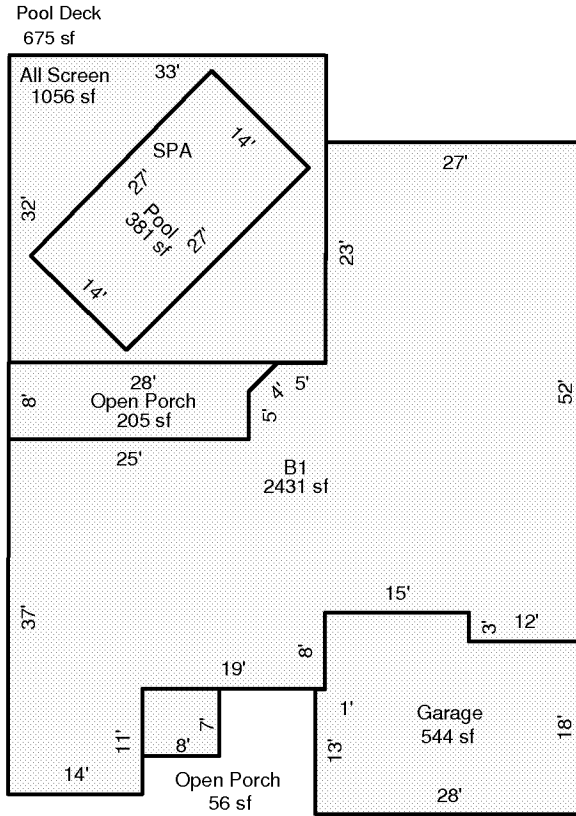 Pool Deck
675 sf
All Screen
1056 sf
33'
14'
SPA
27'
27'
32'
Pool
381 sf
27'
23'
14'
28'
5'
8'
Open Porch
205 sf
4'
5'
52'
25'
B1
2431 sf
15'
37'
3'
12'
8'
19'
1'
Garage
544 sf
18'
11'
7'
13'
8'
14'
Open Porch
56 sf
28'